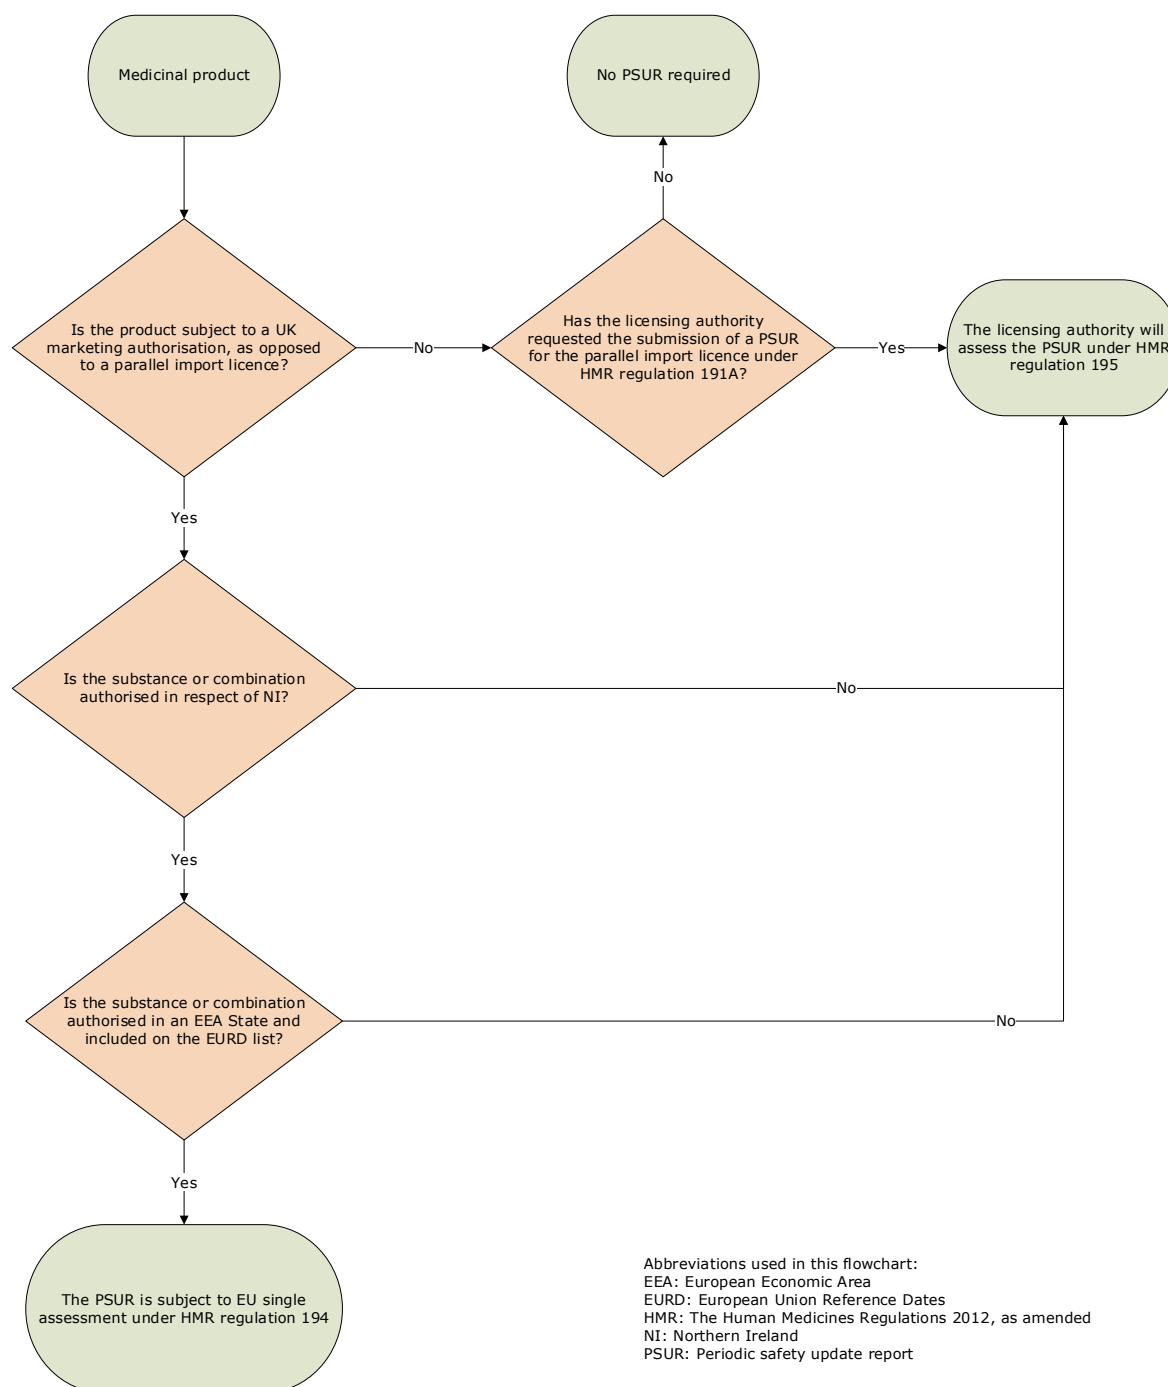 Medicinal product
No PSUR required
No
Is the product subject to a UK
marketing authorisation, as opposed
to a parallel import licence?
No
Has the licensing authority
requested the submission of a PSUR
for the parallel import licence under
HMR regulation 191A?
Yes
The licensing authority will
assess the PSUR under HMR
regulation 195
Yes
Is the substance or combination
authorised in respect of NI?
No
Yes
Is the substance or combination
authorised in an EEA State and
included on the EURD list?
No
Yes
The PSUR is subject to EU single
assessment under HMR regulation 194
Abbreviations used in this flowchart:
EEA: European Economic Area
EURD: European Union Reference Dates
HMR: The Human Medicines Regulations 2012, as amended
NI: Northern Ireland
PSUR: Periodic safety update report